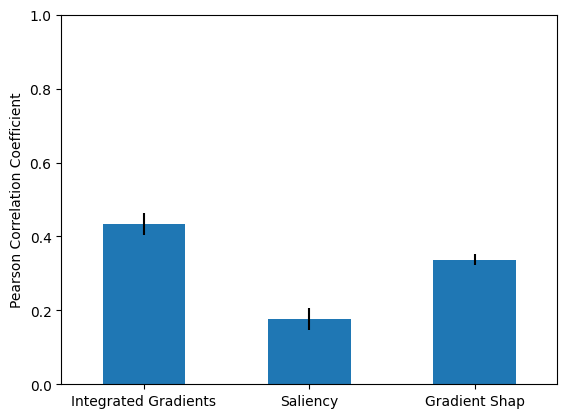 Pearson Correlation Coefficient
1.0
0.8
0.6
0.4
0.2
0.0
Integrated Gradients
Saliency
Gradient Shap